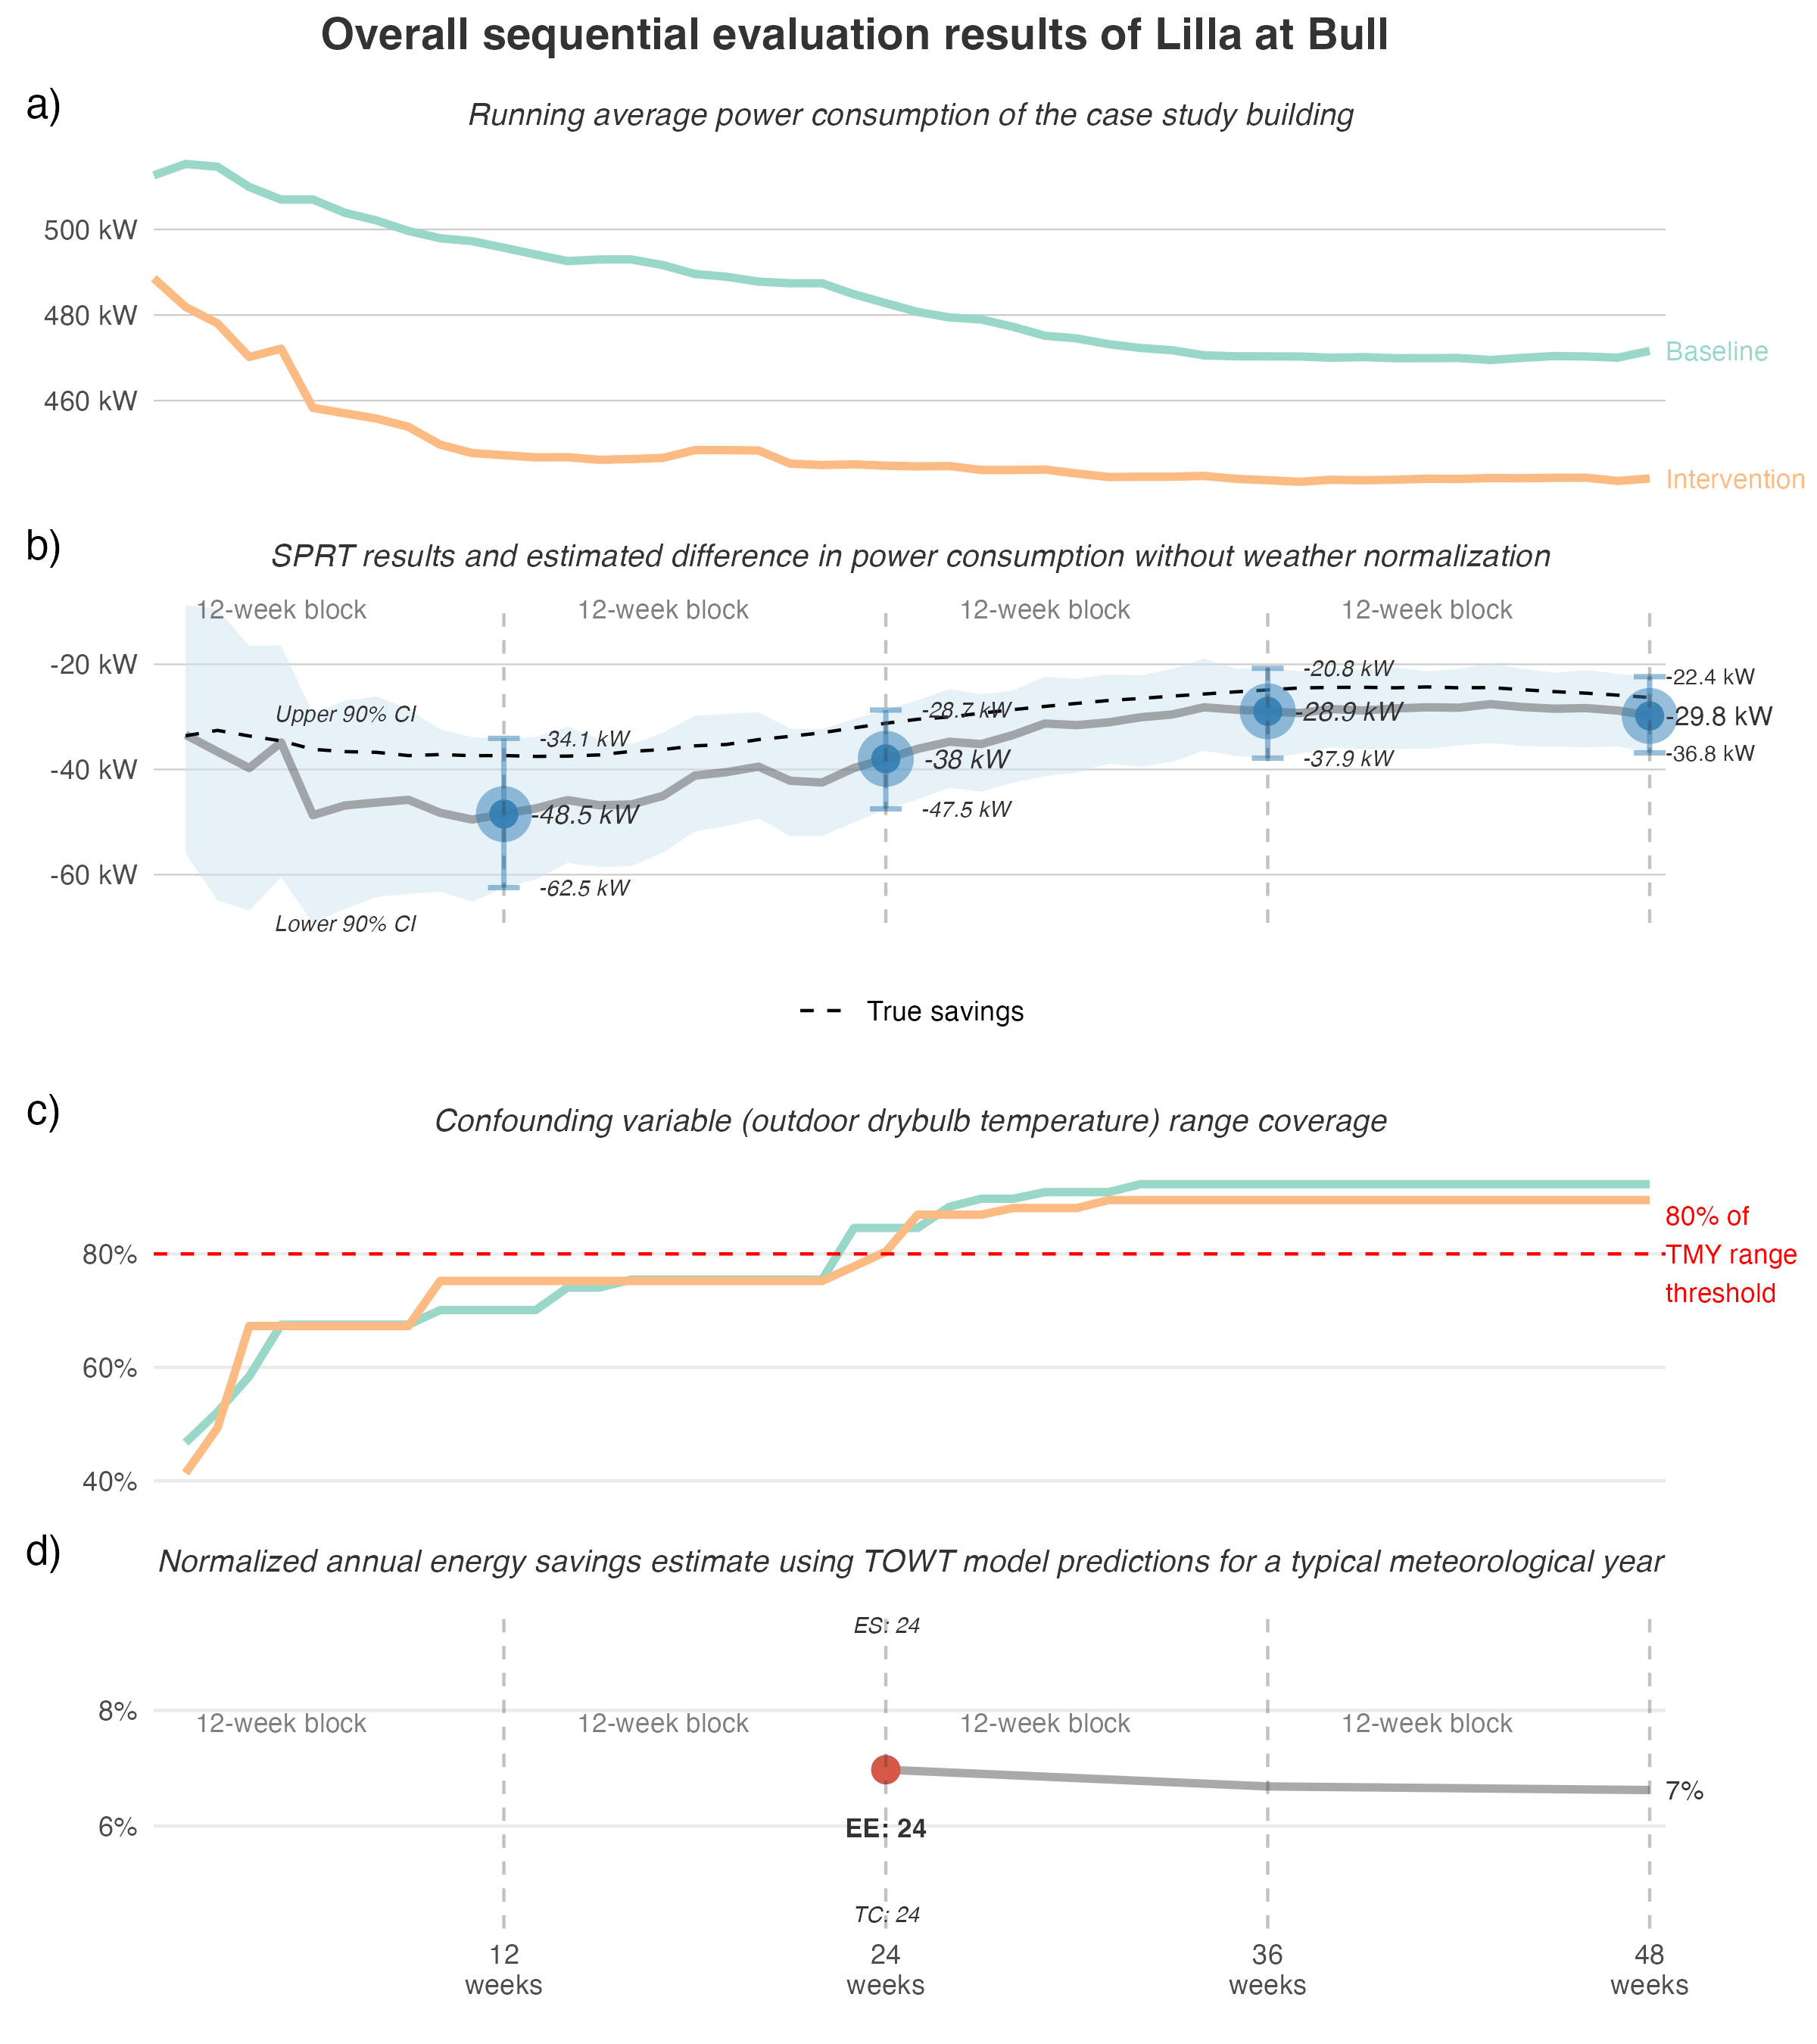 Overall sequential evaluation results of Lilla at Bull
a)
Running average power consumption of the case study building
500 kW
480 kW
460 kW
Baseline
Intervention
b)
SPRT results and estimated difference in power consumption without weather normalization
12-week block 12-week block 12-week block 12-week block
-20 kW
-40 kW
-60 kW
Upper 90% CI
Lower 90% CI
-34.1 kW
-48.5 kW
-62.5 kW
-28.7 kW
-38 kW
-47.5 kW
-20.8 kW
-28.9 kW
-37.9 kW
-22.4 kW
-29.8 kW
-36.8 kW
True savings
c)
Confounding variable (outdoor drybulb temperature) range coverage
80%
60%
40%
80% of
TMY range
threshold
d)
Normalized annual energy savings estimate using TOWT model predictions for a typical meteorological year
ES: 24
8%
12-week block 12-week block 12-week block 12-week block
7%
6%
EE: 24
TC: 24
12
weeks
24
weeks
36
weeks
48
weeks